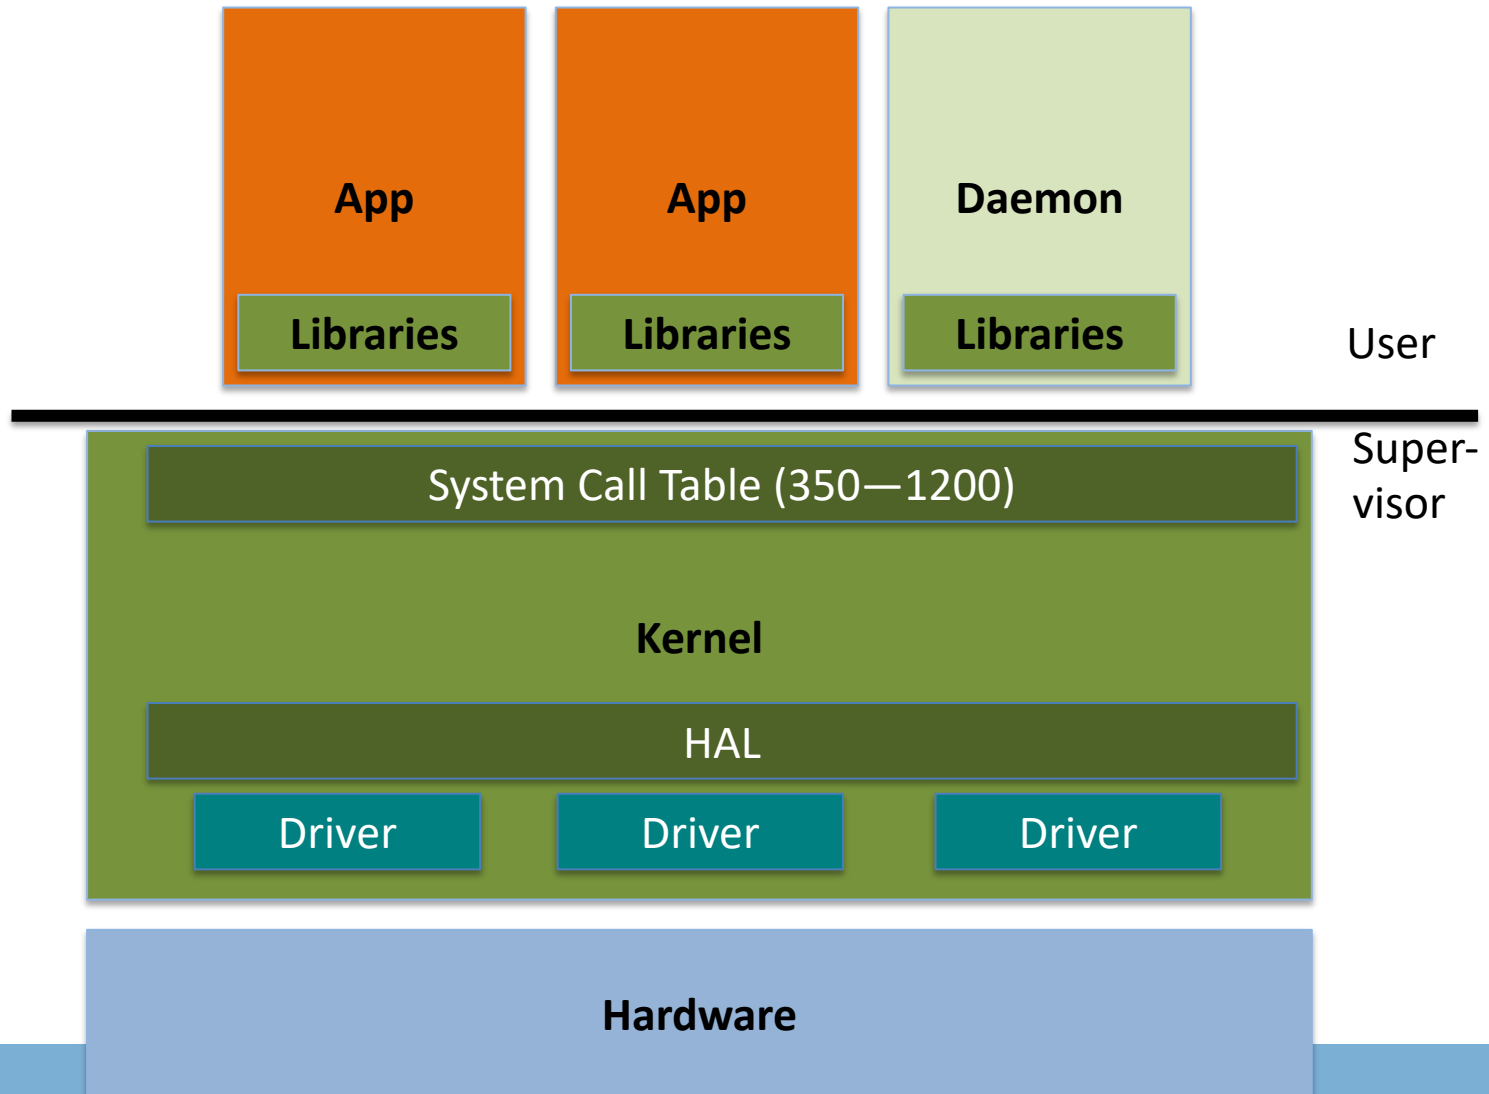 App
App
Daemon
Libraries
Libraries
Libraries
User
Super-
visor
System Call Table (350—1200)
Kernel
HAL
Driver
Driver
Driver
Hardware